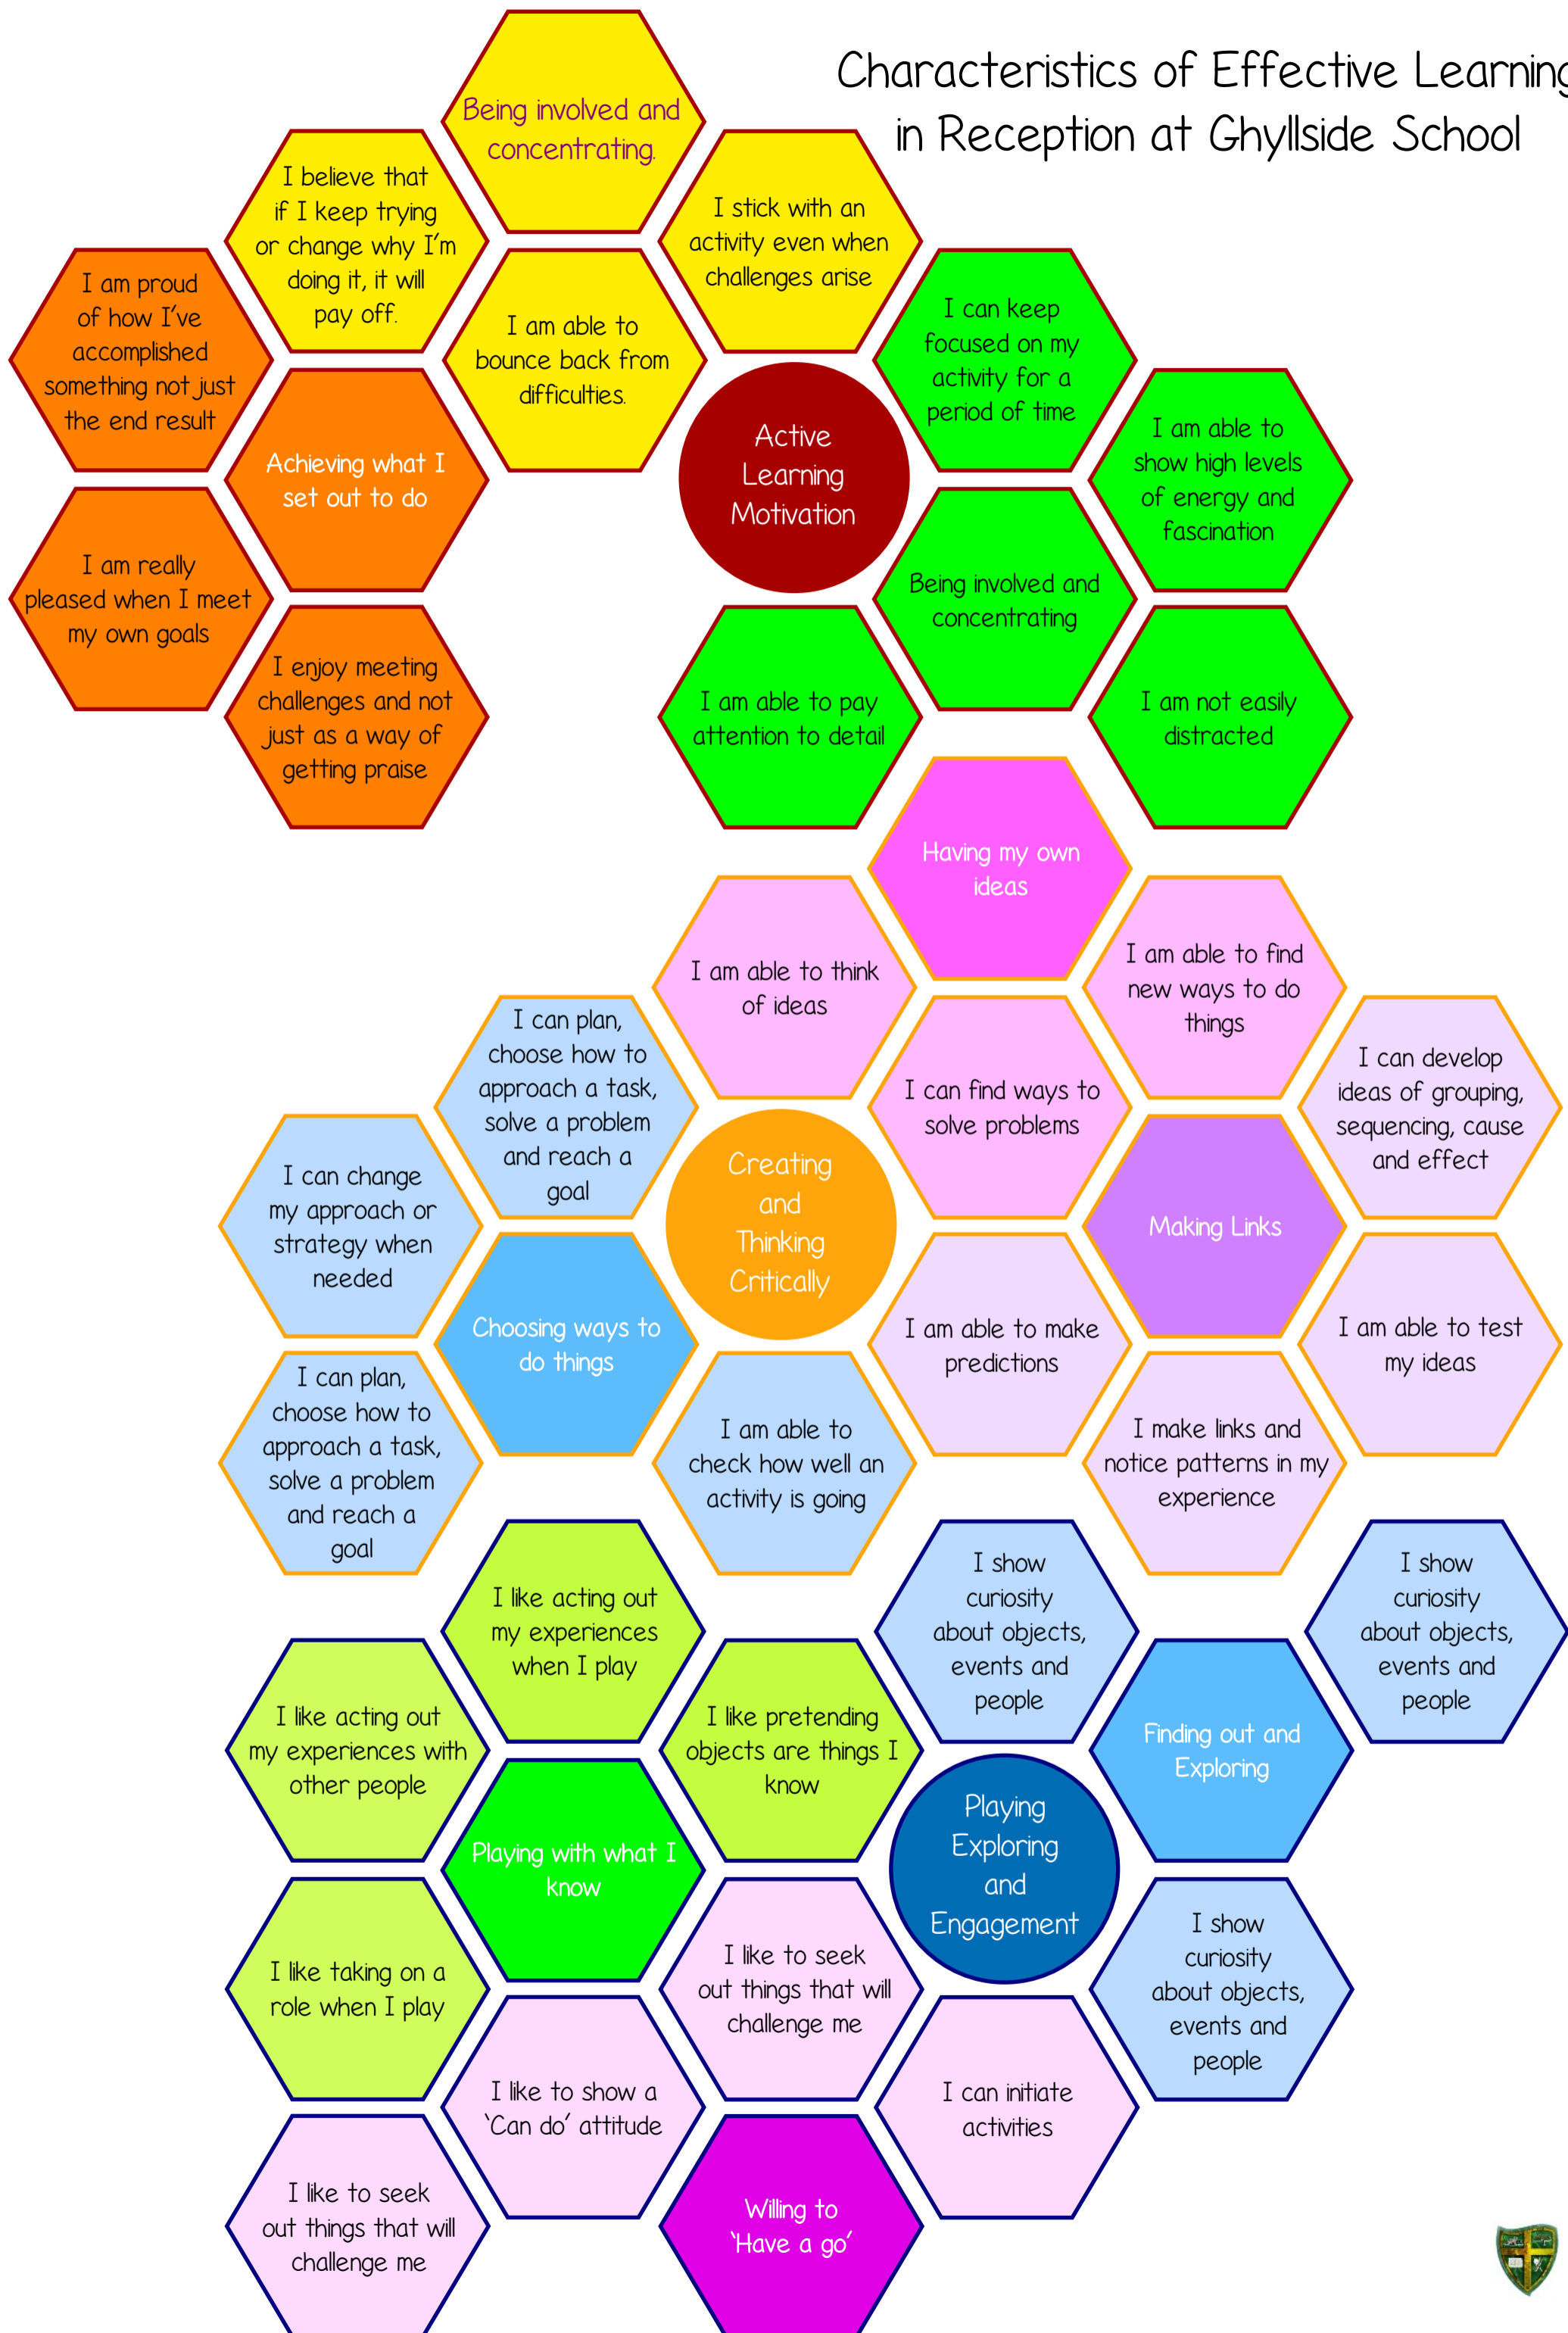 Characteristics of Effective Learning
in Reception at Ghyllside School
Being involved and
concentrating.
I believe that
if I keep trying
or change why I'm
doing it, it will
pay off.
I stick with an
activity even when
challenges arise
I am proud
of how I've
accomplished
something not just
the end result
I am able to
bounce back from
difficulties.
I can keep
focused on my
activity for a
period of time
Achieving what I
set out to do
Active
Learning
Motivation
I am able to
show high levels
of energy and
fascination
I am really
pleased when I meet
my own goals
Being involved and
concentrating
I enjoy meeting
challenges and not
just as a way of
getting praise
I am able to pay
attention to detail
I am not easily
distracted
Having my own
ideas
I am able to think
of ideas
I am able to find
new ways to do
things
I can plan,
choose how to
approach a task,
solve a problem
and reach a
goal
I can find ways to
solve problems
I can develop
ideas of grouping,
sequencing, cause
and effect
I can change
my approach or
strategy when
needed
Creating
and
Thinking
Critically
Making Links
Choosing ways to
do things
I am able to make
predictions
I am able to test
my ideas
I can plan,
choose how to
approach a task,
solve a problem
and reach a
goal
I am able to
check how well an
activity is going
I make links and
notice patterns in my
experience
I like acting out
my experiences
when I play
I show
curiosity
about objects,
events and
people
I show
curiosity
about objects,
events and
people
I like acting out
my experiences with
other people
I like pretending
objects are things I
know
Finding out and
Exploring
Playing with what I
know
Playing
Exploring
and
Engagement
I like taking on a
role when I play
I like to seek
out things that will
challenge me
I show
curiosity
about objects,
events and
people
I like to show a
‘Can do’ attitude
I can initiate
activities
I like to seek
out things that will
challenge me
Willing to
‘Have a go’